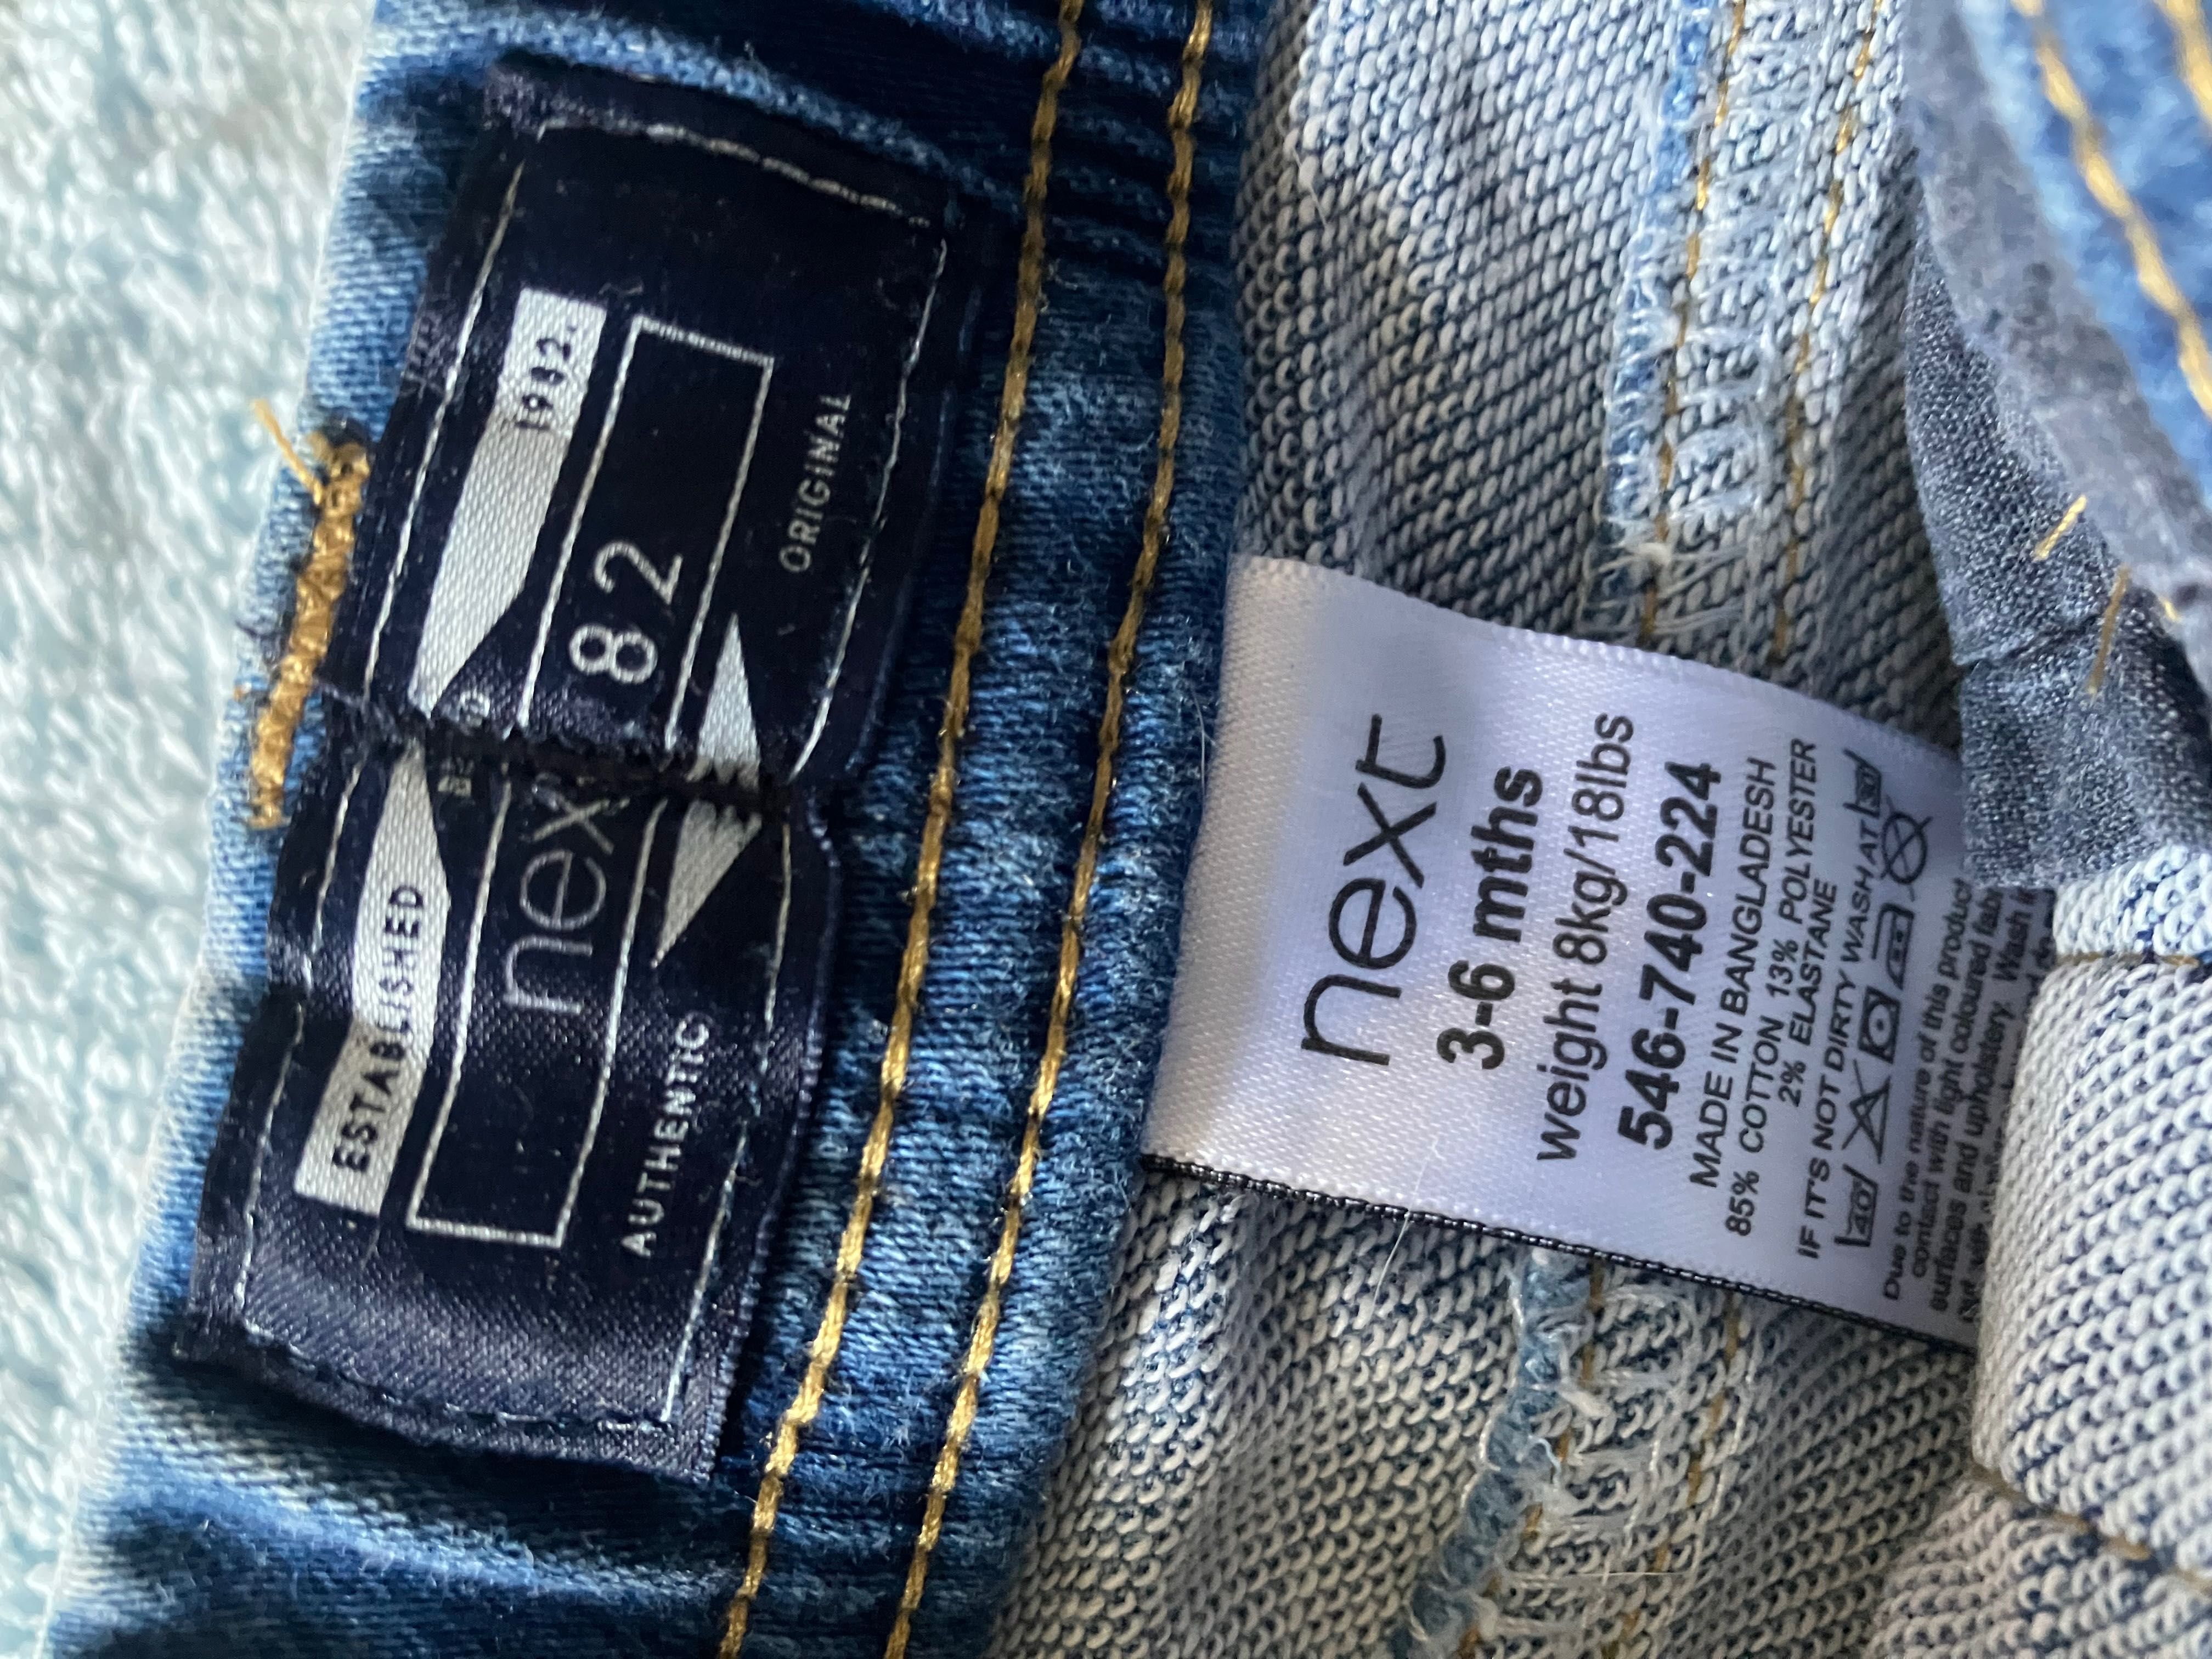 ESTABLISHED 1982.
next 82
AUTHENTIC ORIGINAL
next
3-6 mths
weight 8kg/18lbs
546-740-224
MADE IN BANGLADESH
85% COTTON 13% POLYESTER
2% ELASTANE
IF IT'S NOT DIRTY WASH AT 30
40
Due to the nature of this product
contact with light coloured
surfaces and upholstery. Wash